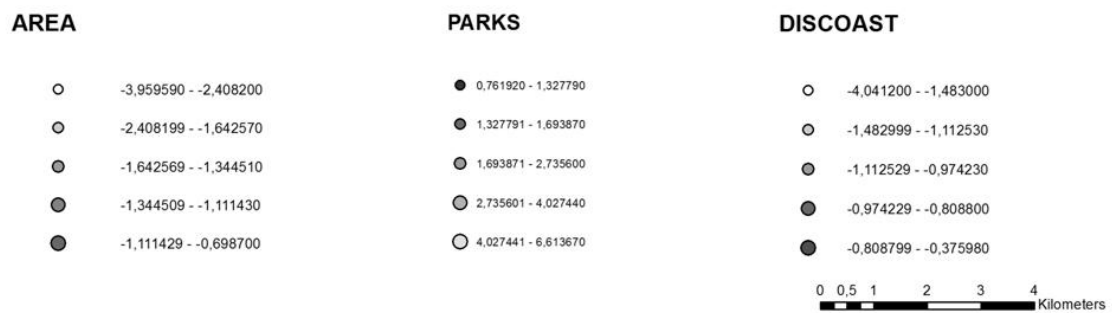 AREA
-3,959590 - -2,408200
-2,408199 - -1,642570
-1,642569 - -1,344510
-1,344509 - -1,111430
-1,111429 - -0,698700
PARKS
0,761920 - 1,327790
1,327791 - 1,693870
1,693871 - 2,735600
2,735601 - 4,027440
4,027441 - 6,613670
DISCOAST
-4,041200 - -1,483000
-1,482999 - -1,112530
-1,112529 - -0,974230
-0,974229 - -0,808800
-0,808799 - -0,375980
0 0,5 1 2 3 4
Kilometers